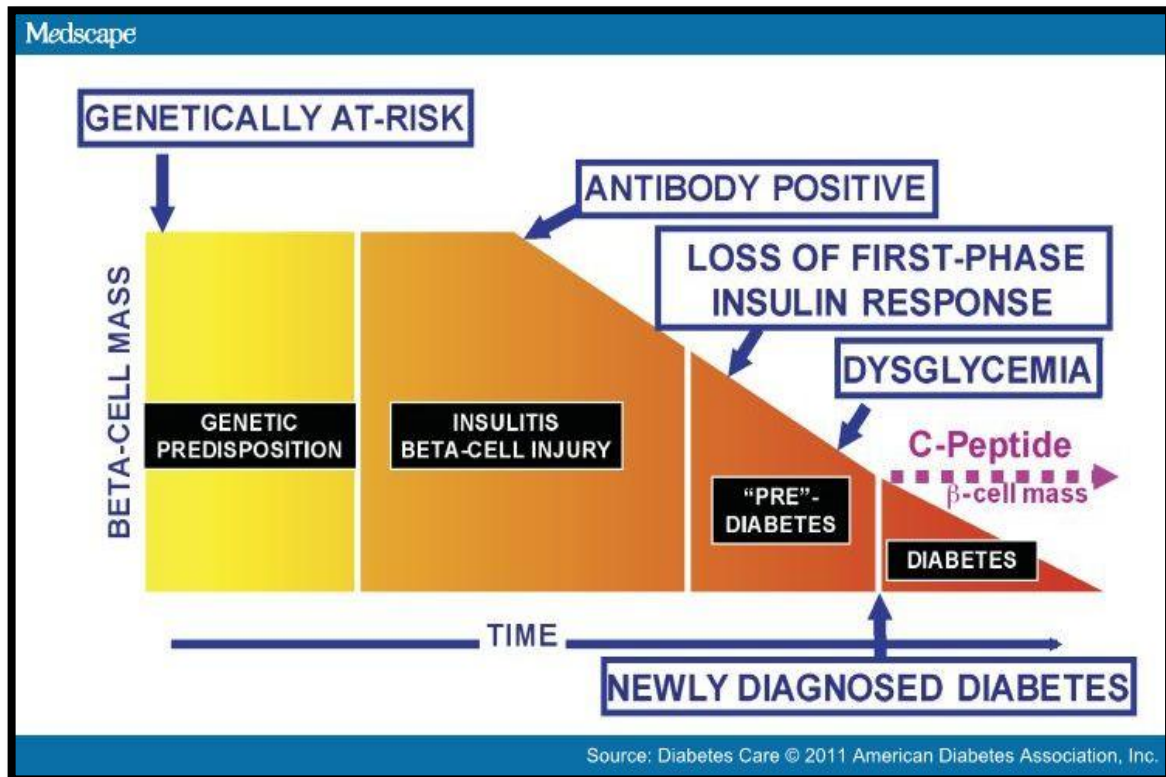 Medscape
GENETICALLY AT-RISK
ANTIBODY POSITIVE
LOSS OF FIRST-PHASE
INSULIN RESPONSE
DYSGLYCEMIA
BETA-CELL MASS
GENETIC
PREDISPOSITION
INSULITIS
BETA-CELL INJURY
"PRE"-
DIABETES
C-Peptide
β-cell mass
DIABETES
TIME
NEWLY DIAGNOSED DIABETES
Source: Diabetes Care © 2011 American Diabetes Association, Inc.